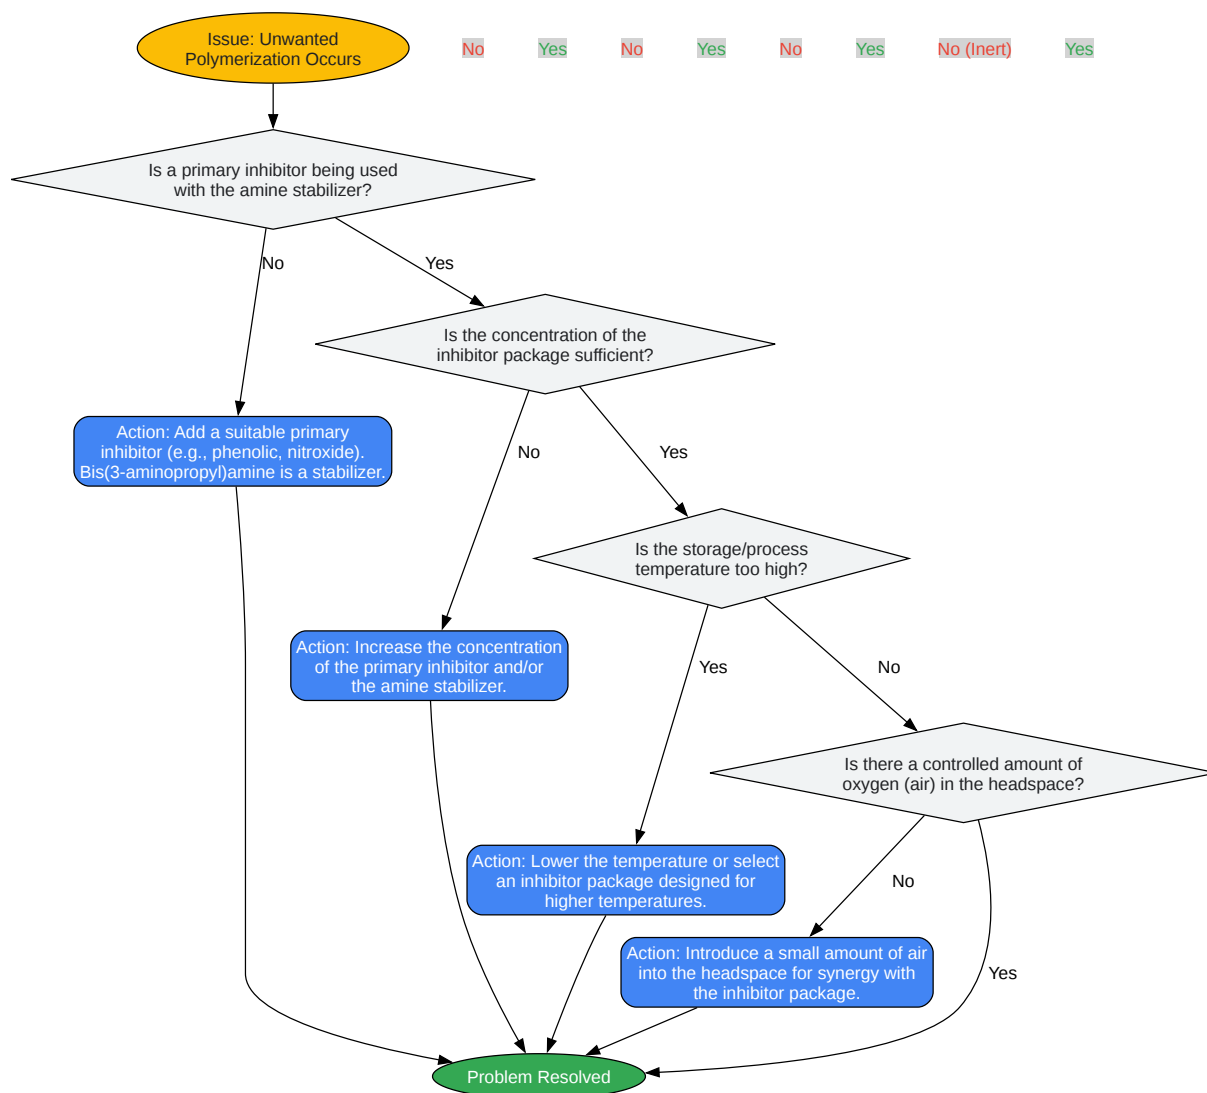 Issue: Unwanted
Polymerization Occurs
No
Yes
No
Yes
No
Yes
No (Inert)
Yes
Is a primary inhibitor being used
with the amine stabilizer?
No
Yes
Is the concentration of the
inhibitor package sufficient?
Action: Add a suitable primary
inhibitor (e.g., phenolic, nitroxide).
Bis(3-aminopropyl)amine is a stabilizer.
No
Yes
Is the storage/process
temperature too high?
Action: Increase the concentration
of the primary inhibitor and/or
the amine stabilizer.
Yes
No
Is there a controlled amount of
oxygen (air) in the headspace?
Action: Lower the temperature or select
an inhibitor package designed for
higher temperatures.
No
Action: Introduce a small amount of air
into the headspace for synergy with
the inhibitor package.
Yes
Problem Resolved